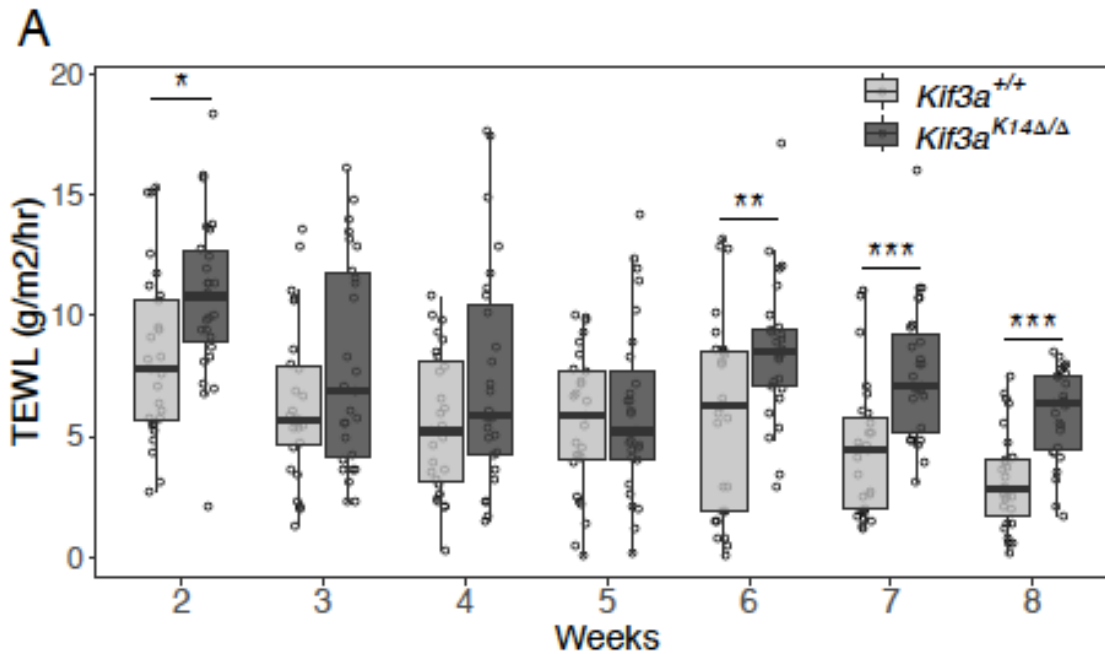 A
20
15
10
5
0
TEWL (g/m2/hr)
*
**
***
***
Kif3a+/+
Kif3aK14Δ/Δ
2 3 4 5 6 7 8
Weeks